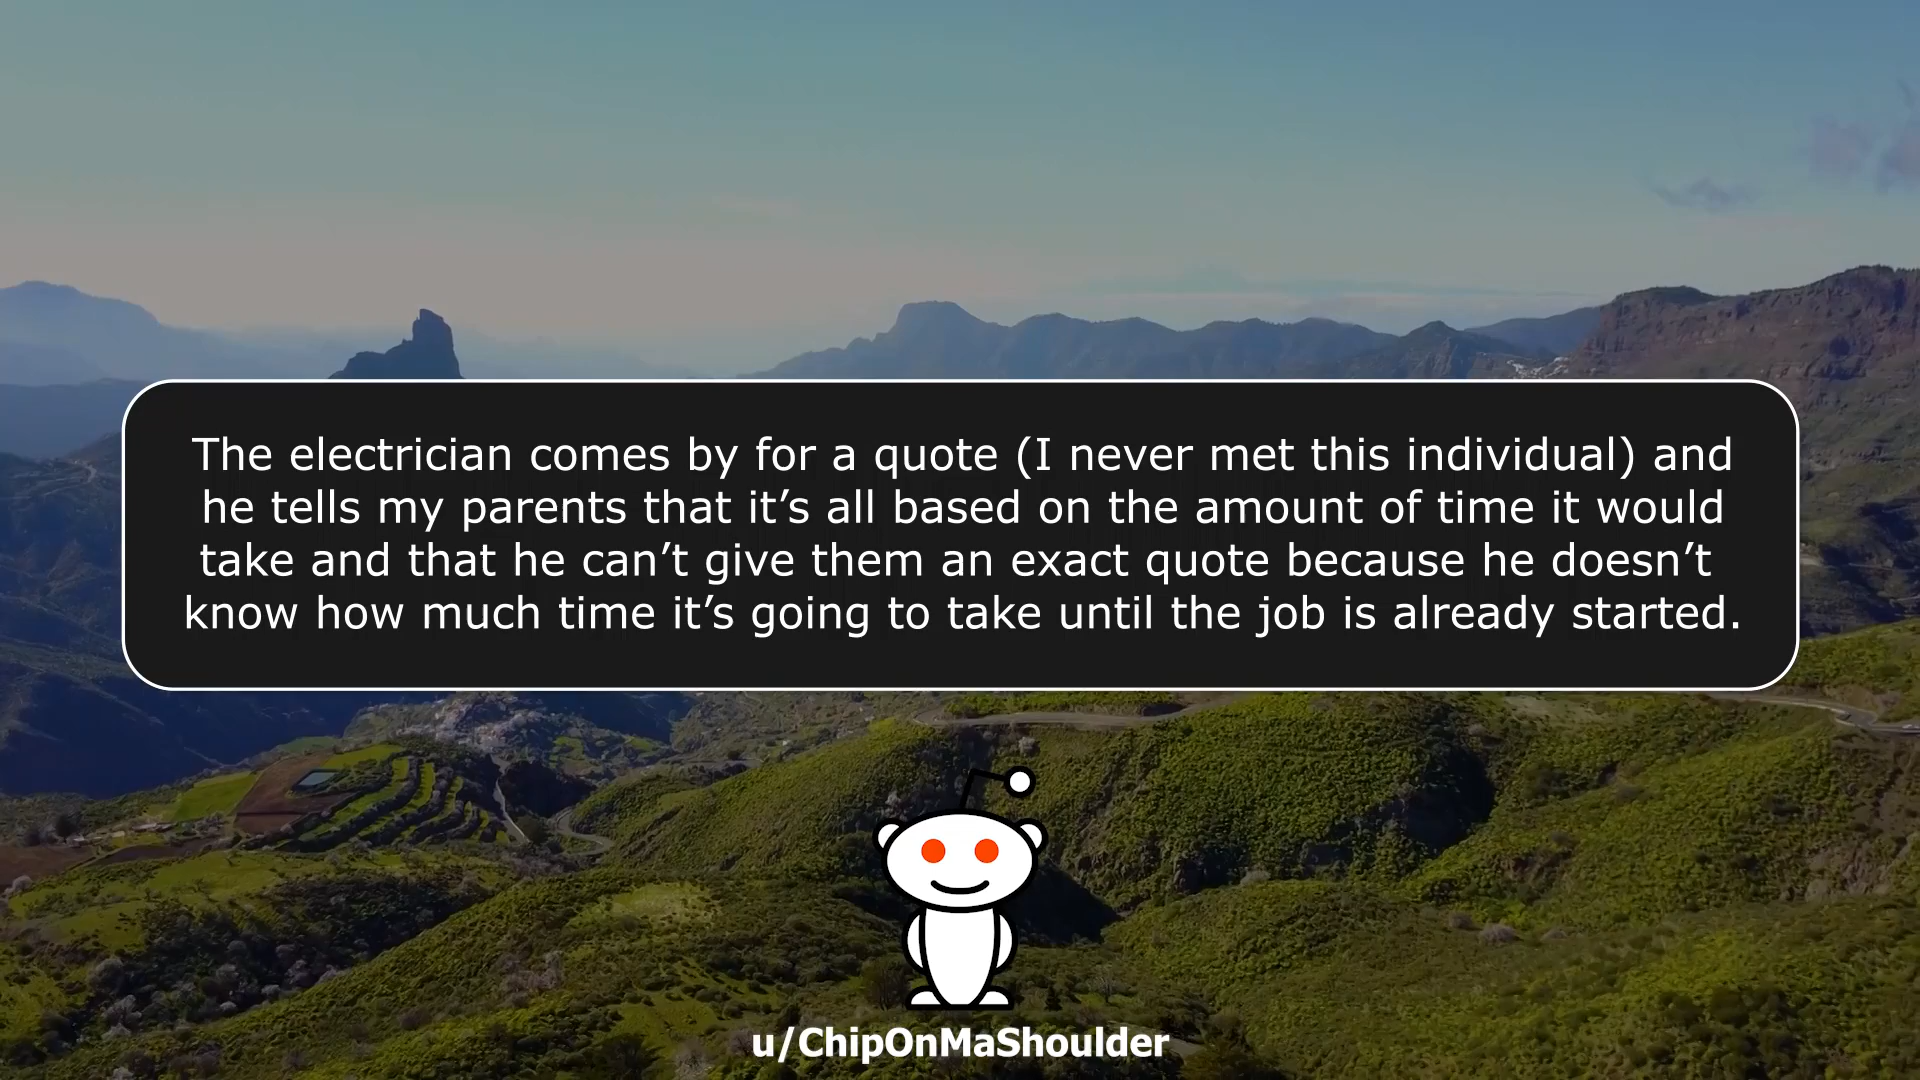 The electrician comes by for a quote (I never met this individual) and
he tells my parents that it’s all based on the amount of time it would
take and that he can’t give them an exact quote because he doesn’t
know how much time it’s going to take until the job is already started.
u/ChipOnMaShoulder